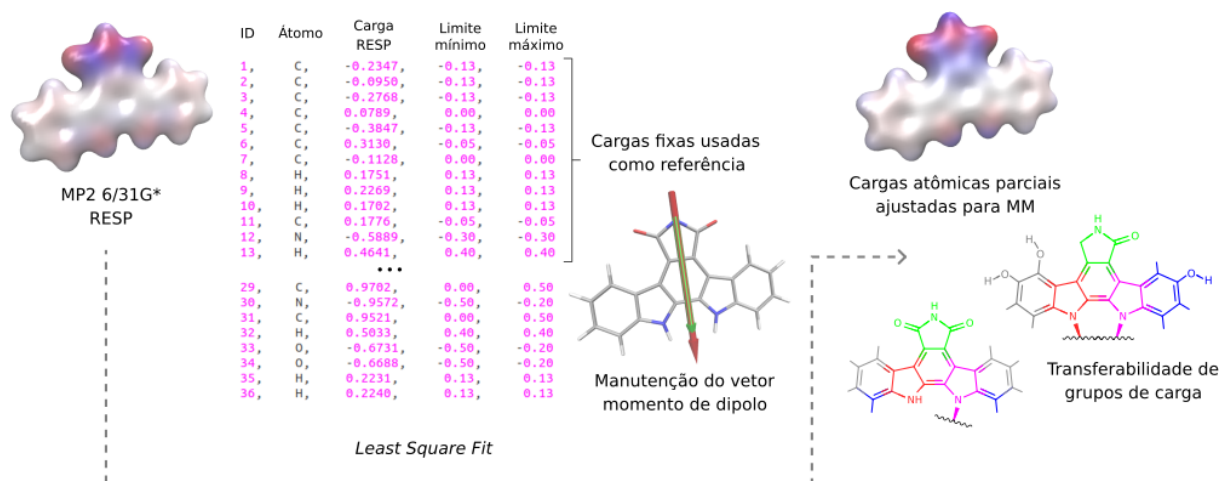 ID Átomo Carga RESP Limite mínimo Limite máximo
1, C, -0.2347, -0.13, -0.13
2, C, -0.0950, -0.13, -0.13
3, C, -0.2768, -0.13, -0.13
4, C, 0.0789, 0.00, 0.00
5, C, -0.3847, -0.13, -0.13
6, C, 0.3130, -0.05, -0.05
7, C, -0.1128, 0.00, 0.00
8, H, 0.1751, 0.13, 0.13
9, H, 0.2269, 0.13, 0.13
10, H, 0.1702, 0.13, 0.13
11, C, 0.1776, -0.05, -0.05
12, N, -0.5889, -0.30, -0.30
13, H, 0.4641, 0.40, 0.40
...
29, C, 0.9702, 0.00, 0.50
30, N, -0.9572, -0.50, -0.20
31, C, 0.9521, 0.00, 0.50
32, H, 0.5033, 0.40, 0.40
33, O, -0.6731, -0.50, -0.20
34, O, -0.6688, -0.50, -0.20
35, H, 0.2231, 0.13, 0.13
36, H, 0.2240, 0.13, 0.13
MP2 6/31G*
RESP
Least Square Fit
Cargas fixas usadas
como referência
Manutenção do vetor
momento de dipolo
Cargas atômicas parciais
ajustadas para MM
H
N
O
H
O
H
O
N
N
H
O
O
H
N
O
O
NH
N
Transferabilidade de
grupos de carga